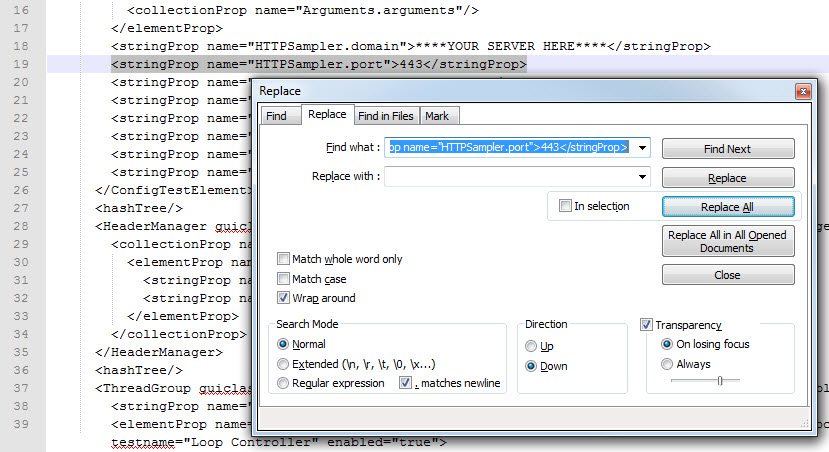 16 <collectionProp name="Arguments.arguments"/>
17 </elementProp>
18 <stringProp name="HTTPSampler.domain">****YOUR SERVER HERE****</stringProp>
19 <stringProp name="HTTPSampler.port">443</stringProp>
20 <stringProp name="
21 <stringProp name="
22 <stringProp name="
23 <stringProp name="
24 <stringProp name="
25 <stringProp name="
26 </ConfigTestElement>
27 <hashTree/>
28 <HeaderManager guicl
29 <collectionProp n
30 <elementProp na
31 <stringProp n
32 <stringProp n
33 </elementProp>
34 </collectionProp>
35 </HeaderManager>
36 <hashTree/>
37 <ThreadGroup guiclas
38 <stringProp name="
39 <elementProp name=
testname="Loop Controller" enabled="true">
Replace
Find Replace Find in Files Mark
Find what : op name="HTTPSampler.port">443</stringProp> Find Next
Replace with : Replace
In selection Replace All
Replace All in All Opened
Documents
Match whole word only
Match case Close
Wrap around
Search Mode Direction Transparency
Normal Up On losing focus
Extended (\n, \r, \t, \0, \x...) Down Always
Regular expression . matches newline